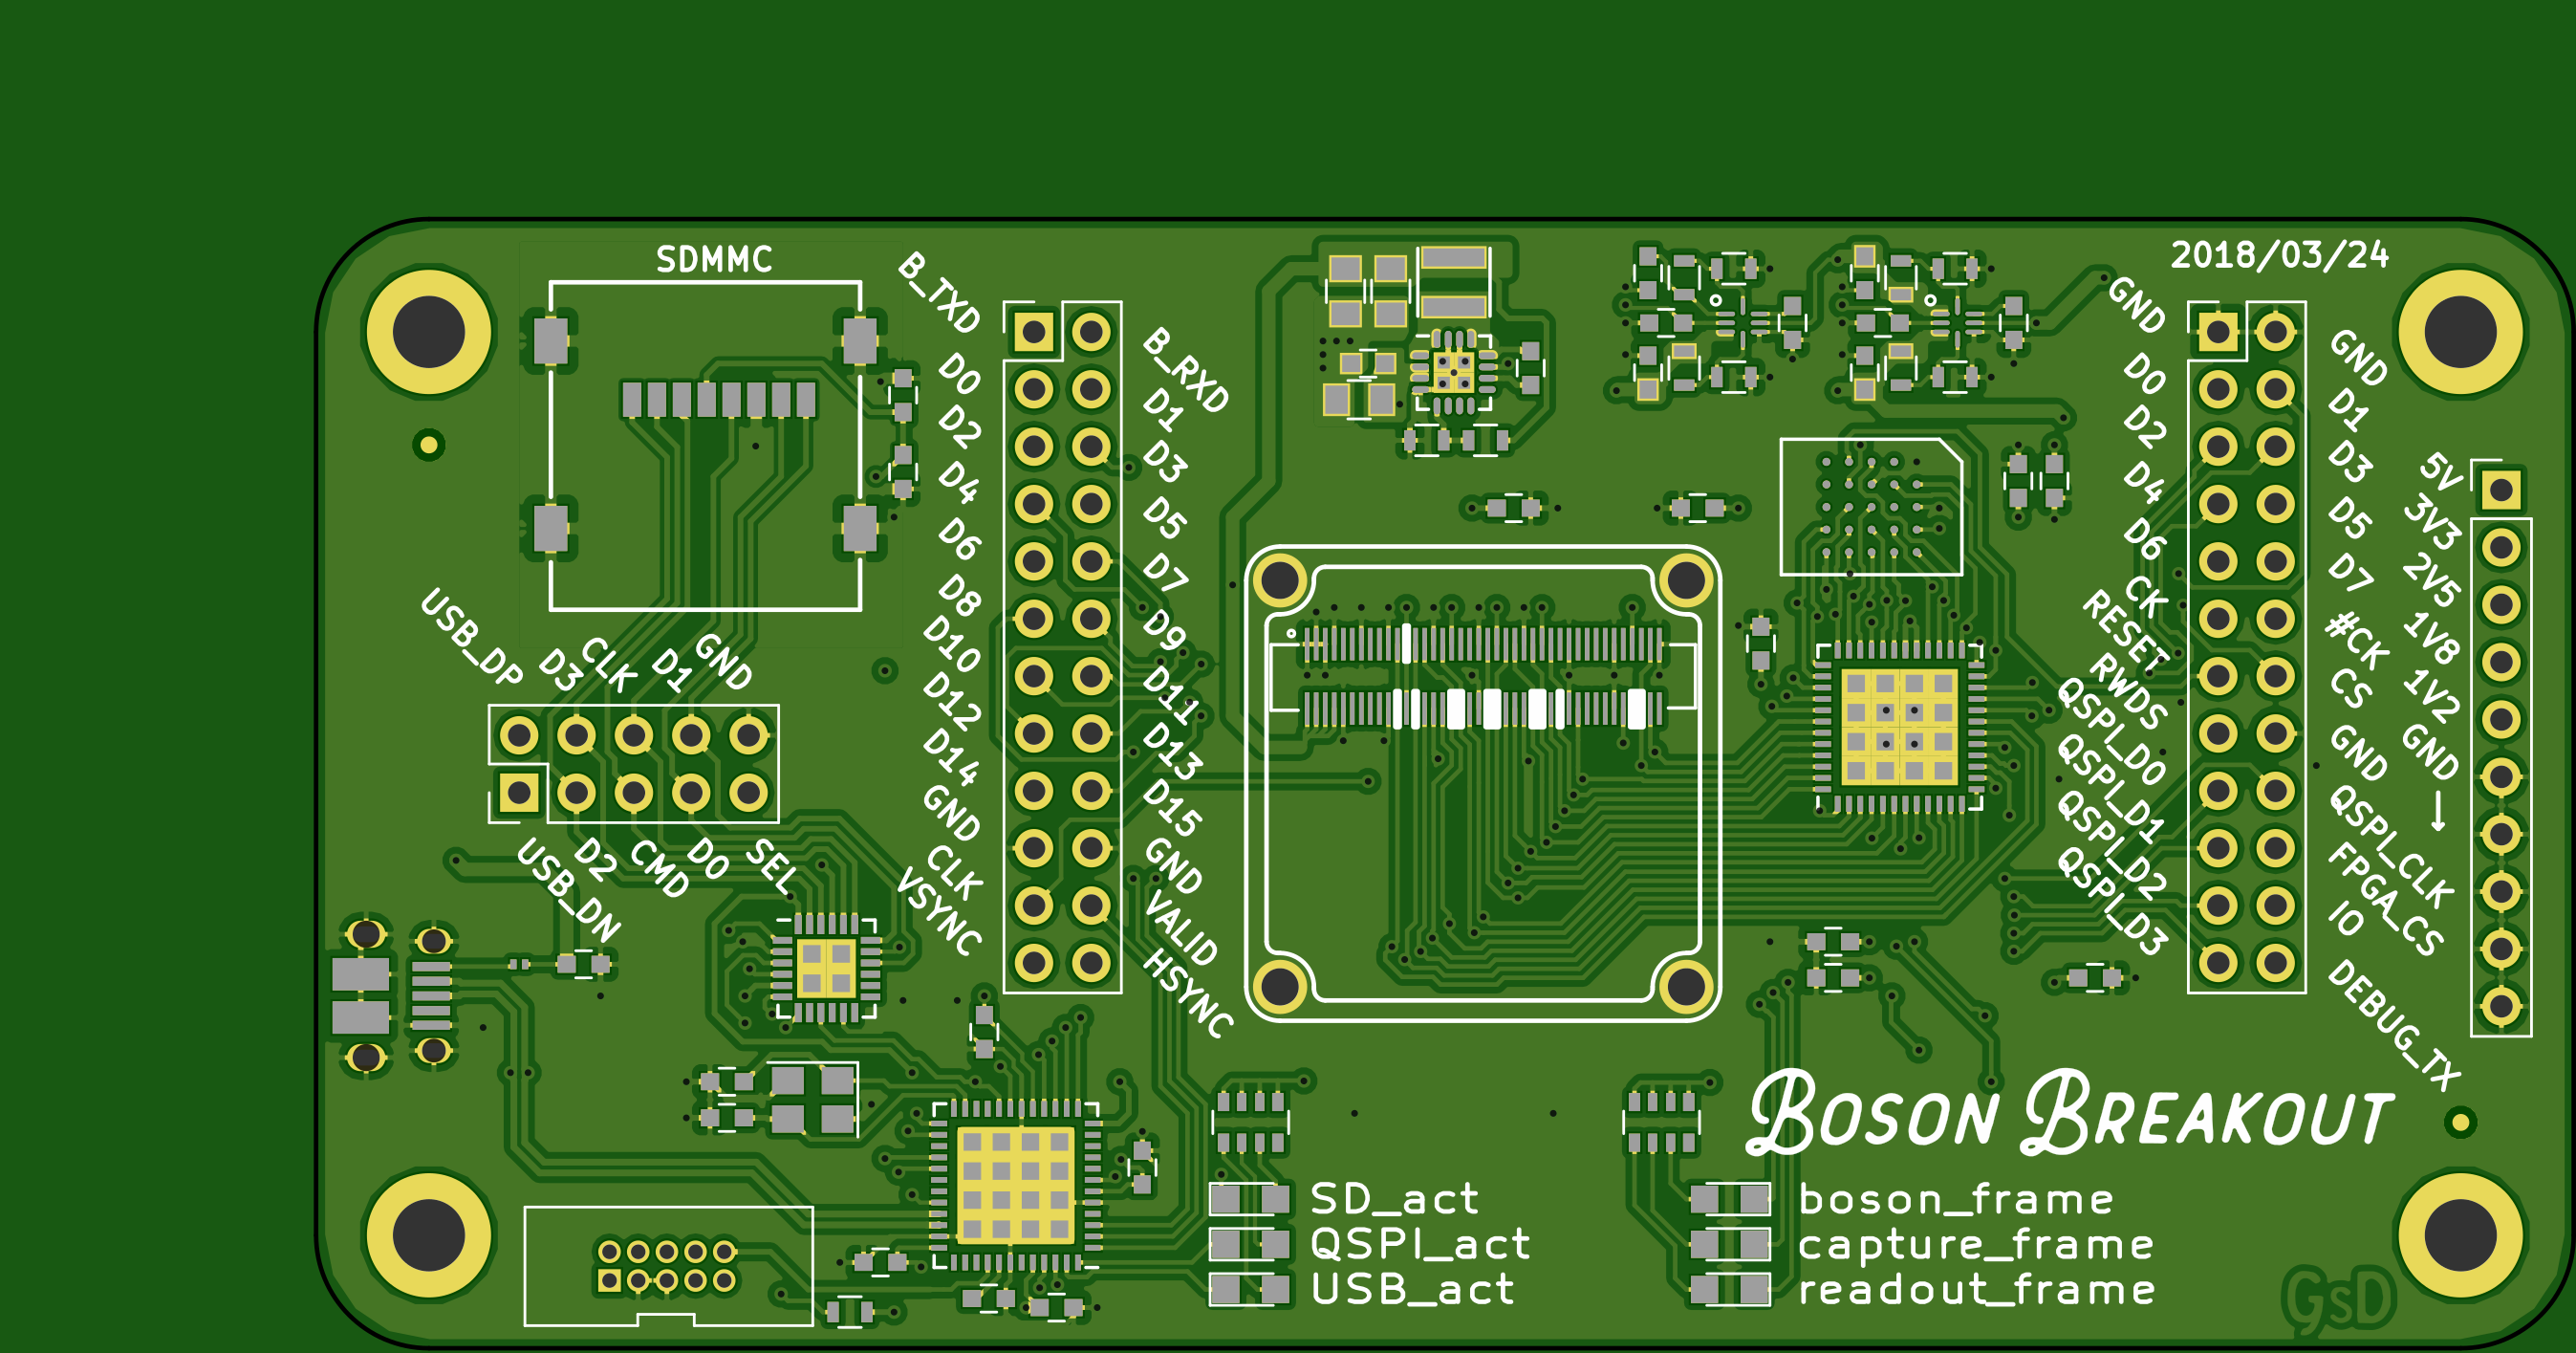 SDMMC
2018/03/24
B_TXD
D0
D2
D4
D6
D8
D10
D12
D14
GND
CLK
VSYNC
B_RXD
D1
D3
D5
D7
D9
D11
D13
D15
GND
VALID
HSYNC
USB_DP
D3
CLK
D1
GND
USB_DN
D2
CMD
D0
SEL
GND
D0
D2
D4
D6
CK
RESET
RWDS
QSPI_D0
QSPI_D1
QSPI_D2
QSPI_D3
GND
D1
D3
D5
D7
#CK
CS
GND
QSPI_CLK
FPGA_CS
IO
DEBUG_TX
5V
3V3
2V5
1V8
1V2
GND
↓
BOSON BREAKOUT
SD_act
QSPI_act
USB_act
boson_frame
capture_frame
readout_frame
GsD